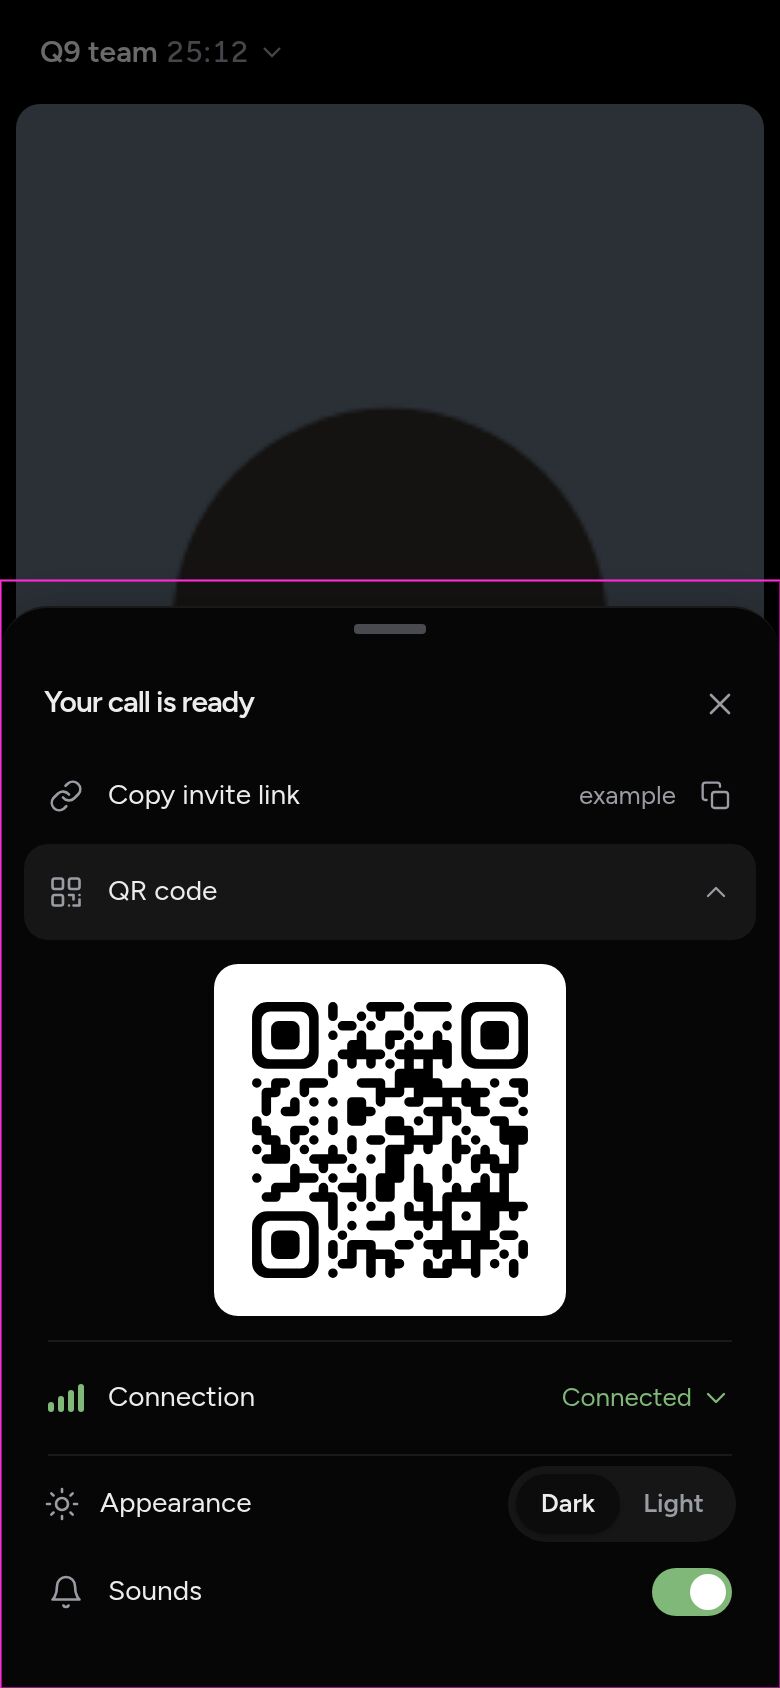 Q9 team 25:12
Your call is ready
Copy invite link example
QR code
Connection Connected
Appearance Dark Light
Sounds